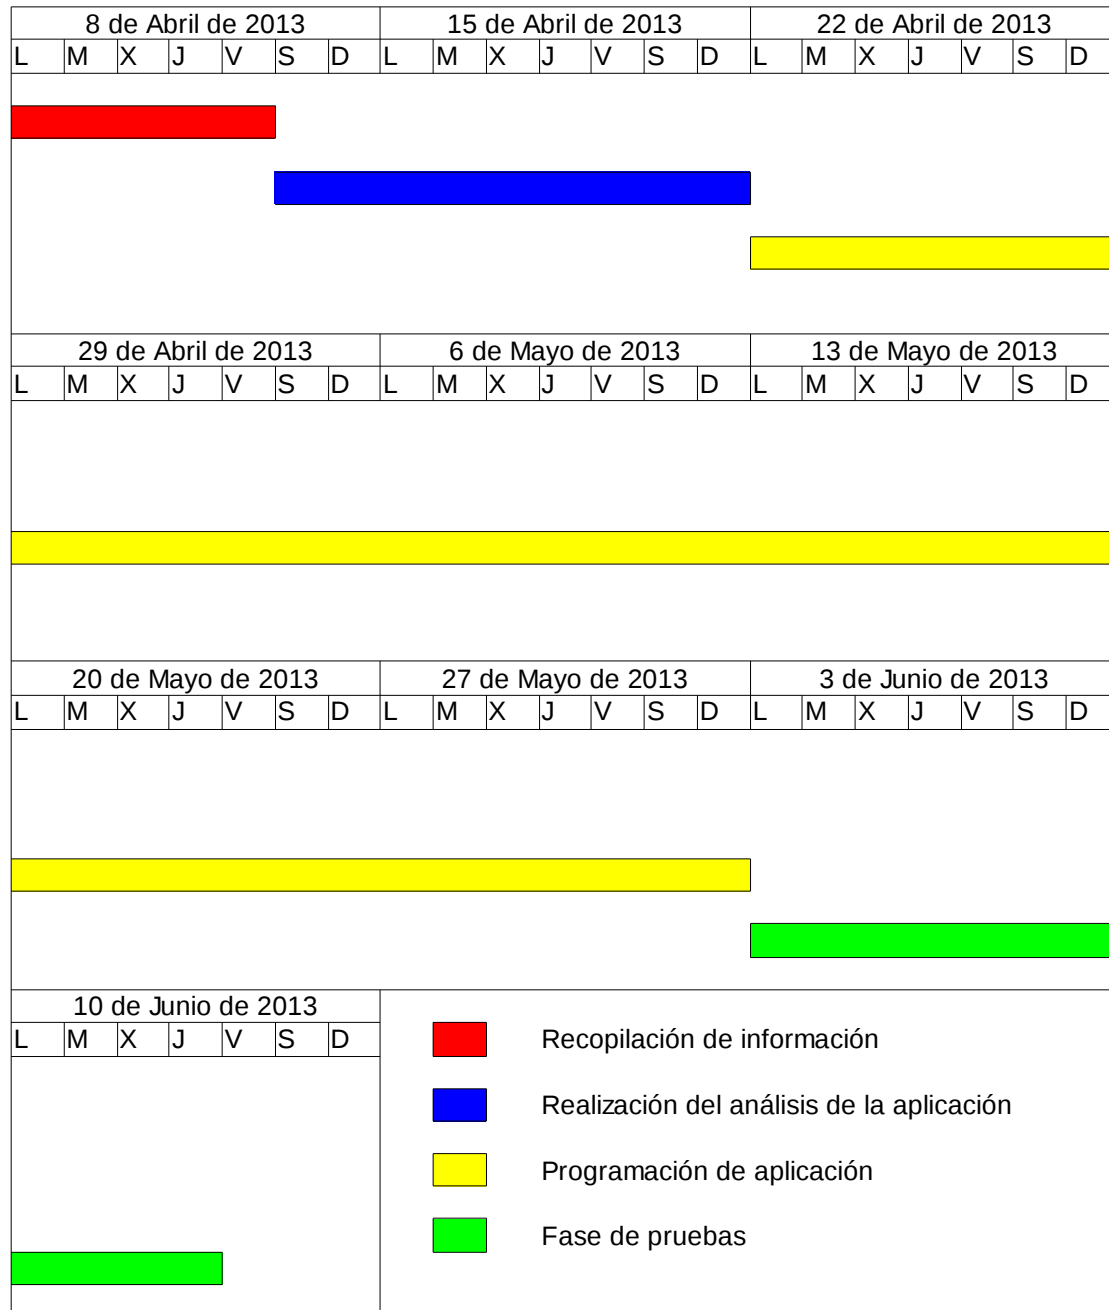 8 de Abril de 2013 15 de Abril de 2013 22 de Abril de 2013
L M X J V S D L M X J V S D L M X J V S D
29 de Abril de 2013 6 de Mayo de 2013 13 de Mayo de 2013
L M X J V S D L M X J V S D L M X J V S D
20 de Mayo de 2013 27 de Mayo de 2013 3 de Junio de 2013
L M X J V S D L M X J V S D L M X J V S D
10 de Junio de 2013
L M X J V S D
Recopilación de información
Realización del análisis de la aplicación
Programación de aplicación
Fase de pruebas